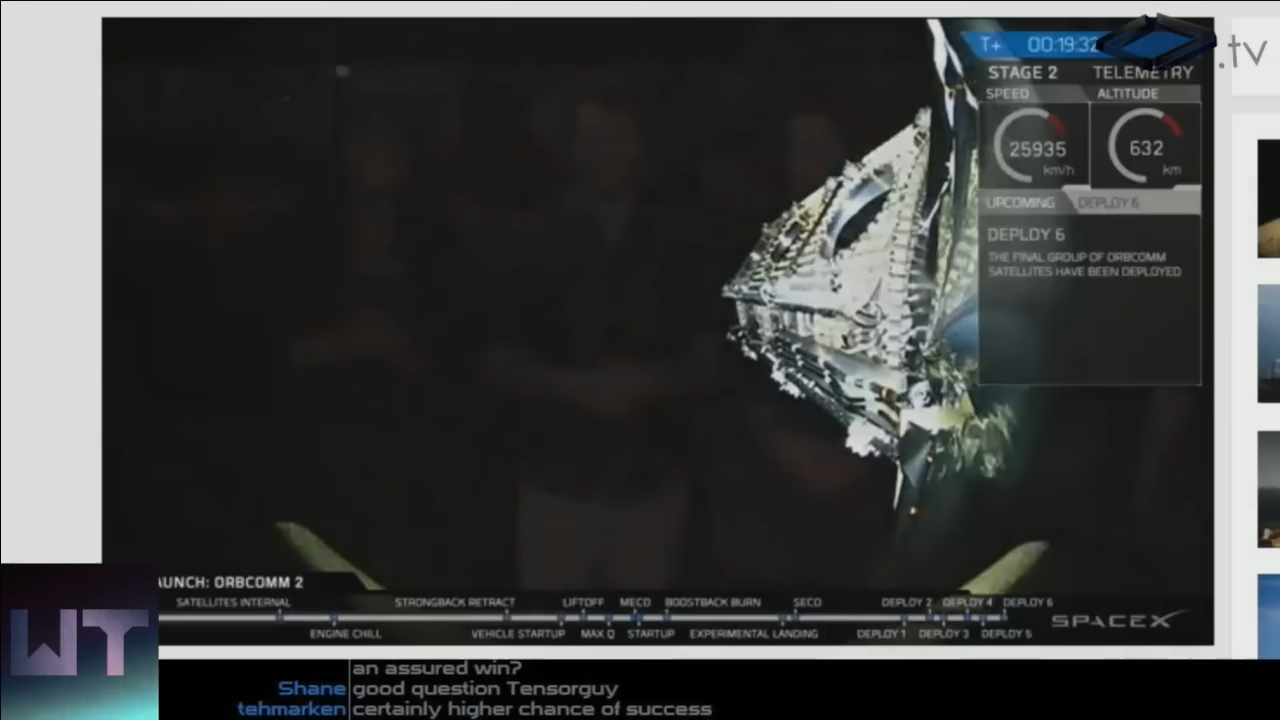 T+ 00:19:32
.tv
STAGE 2 TELEMETRY
SPEED ALTITUDE
25935 km/h
632 km
UPCOMING DEPLOY 6
DEPLOY 6
THE FINAL GROUP OF ORBCOMM
SATELLITES HAVE BEEN DEPLOYED
AUNCH: ORBCOMM 2
SATELLITES INTERNAL STRONGBACK RETRACT LIFTOFF MECO BOOSTBACK BURN SECO DEPLOY 2 DEPLOY 4 DEPLOY 6
ENGINE CHILL VEHICLE STARTUP MAX Q STARTUP EXPERIMENTAL LANDING DEPLOY 1 DEPLOY 3 DEPLOY 5
SPACEX
WT
an assured win?
Shane good question Tensorguy
tehmarken certainly higher chance of success